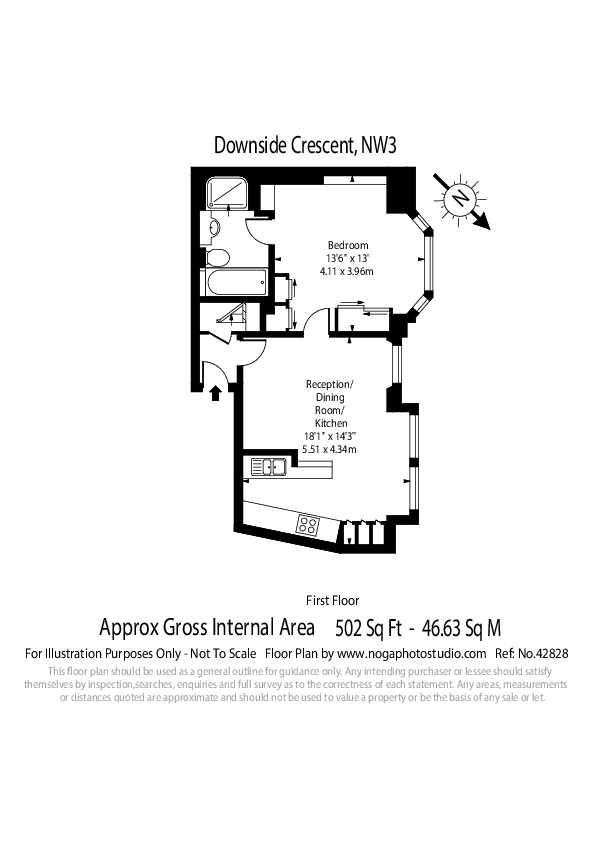 Downside Crescent, NW3
N
Bedroom
13'6" x 13'
4.11 x 3.96m
Reception/
Dining
Room/
Kitchen
18'1" x 14'3"
5.51 x 4.34m
First Floor
Approx Gross Internal Area 502 Sq Ft - 46.63 Sq M
For Illustration Purposes Only - Not To Scale Floor Plan by www.nogaphotostudio.com Ref: No.42828
This floor plan should be used as a general outline for guidance only. Any intending purchaser or lessee should satisfy
themselves by inspection,searches, enquiries and full survey as to the correctness of each statement. Any areas, measurements
or distances quoted are approximate and should not be used to value a property or be the basis of any sale or let.